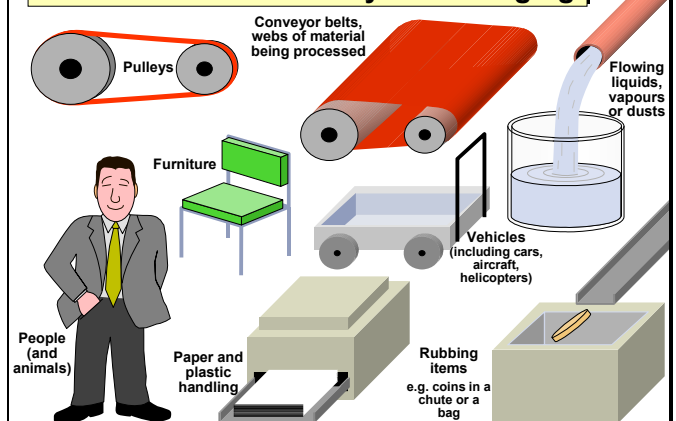 Conveyor belts,
webs of material
being processed
Pulleys
Flowing
liquids,
vapours
or dusts
Furniture
Vehicles
(including cars,
aircraft,
helicopters)
People
(and
animals)
Paper and
plastic
handling
Rubbing
items
e.g. coins in a
chute or a
bag